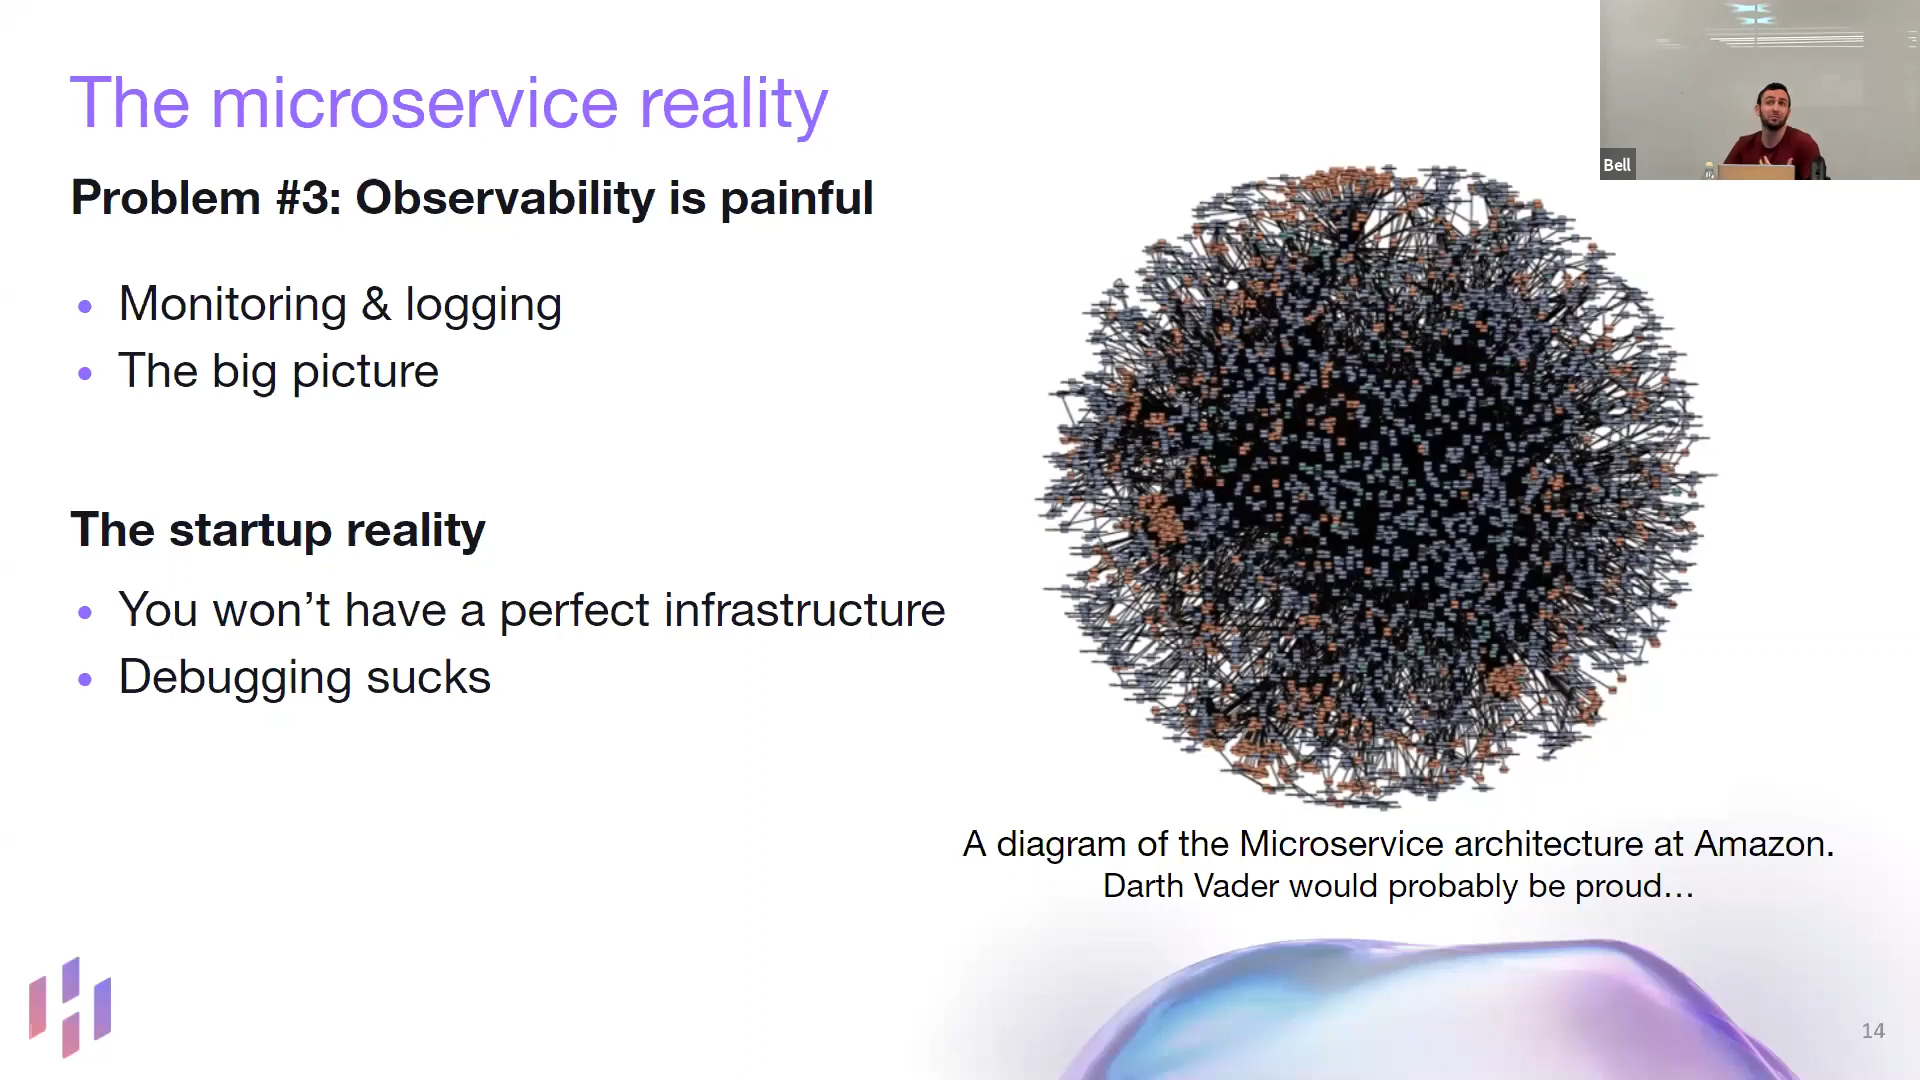 The microservice reality
Problem #3: Observability is painful
• Monitoring & logging
• The big picture
The startup reality
• You won’t have a perfect infrastructure
• Debugging sucks
Bell
A diagram of the Microservice architecture at Amazon.
Darth Vader would probably be proud…
14